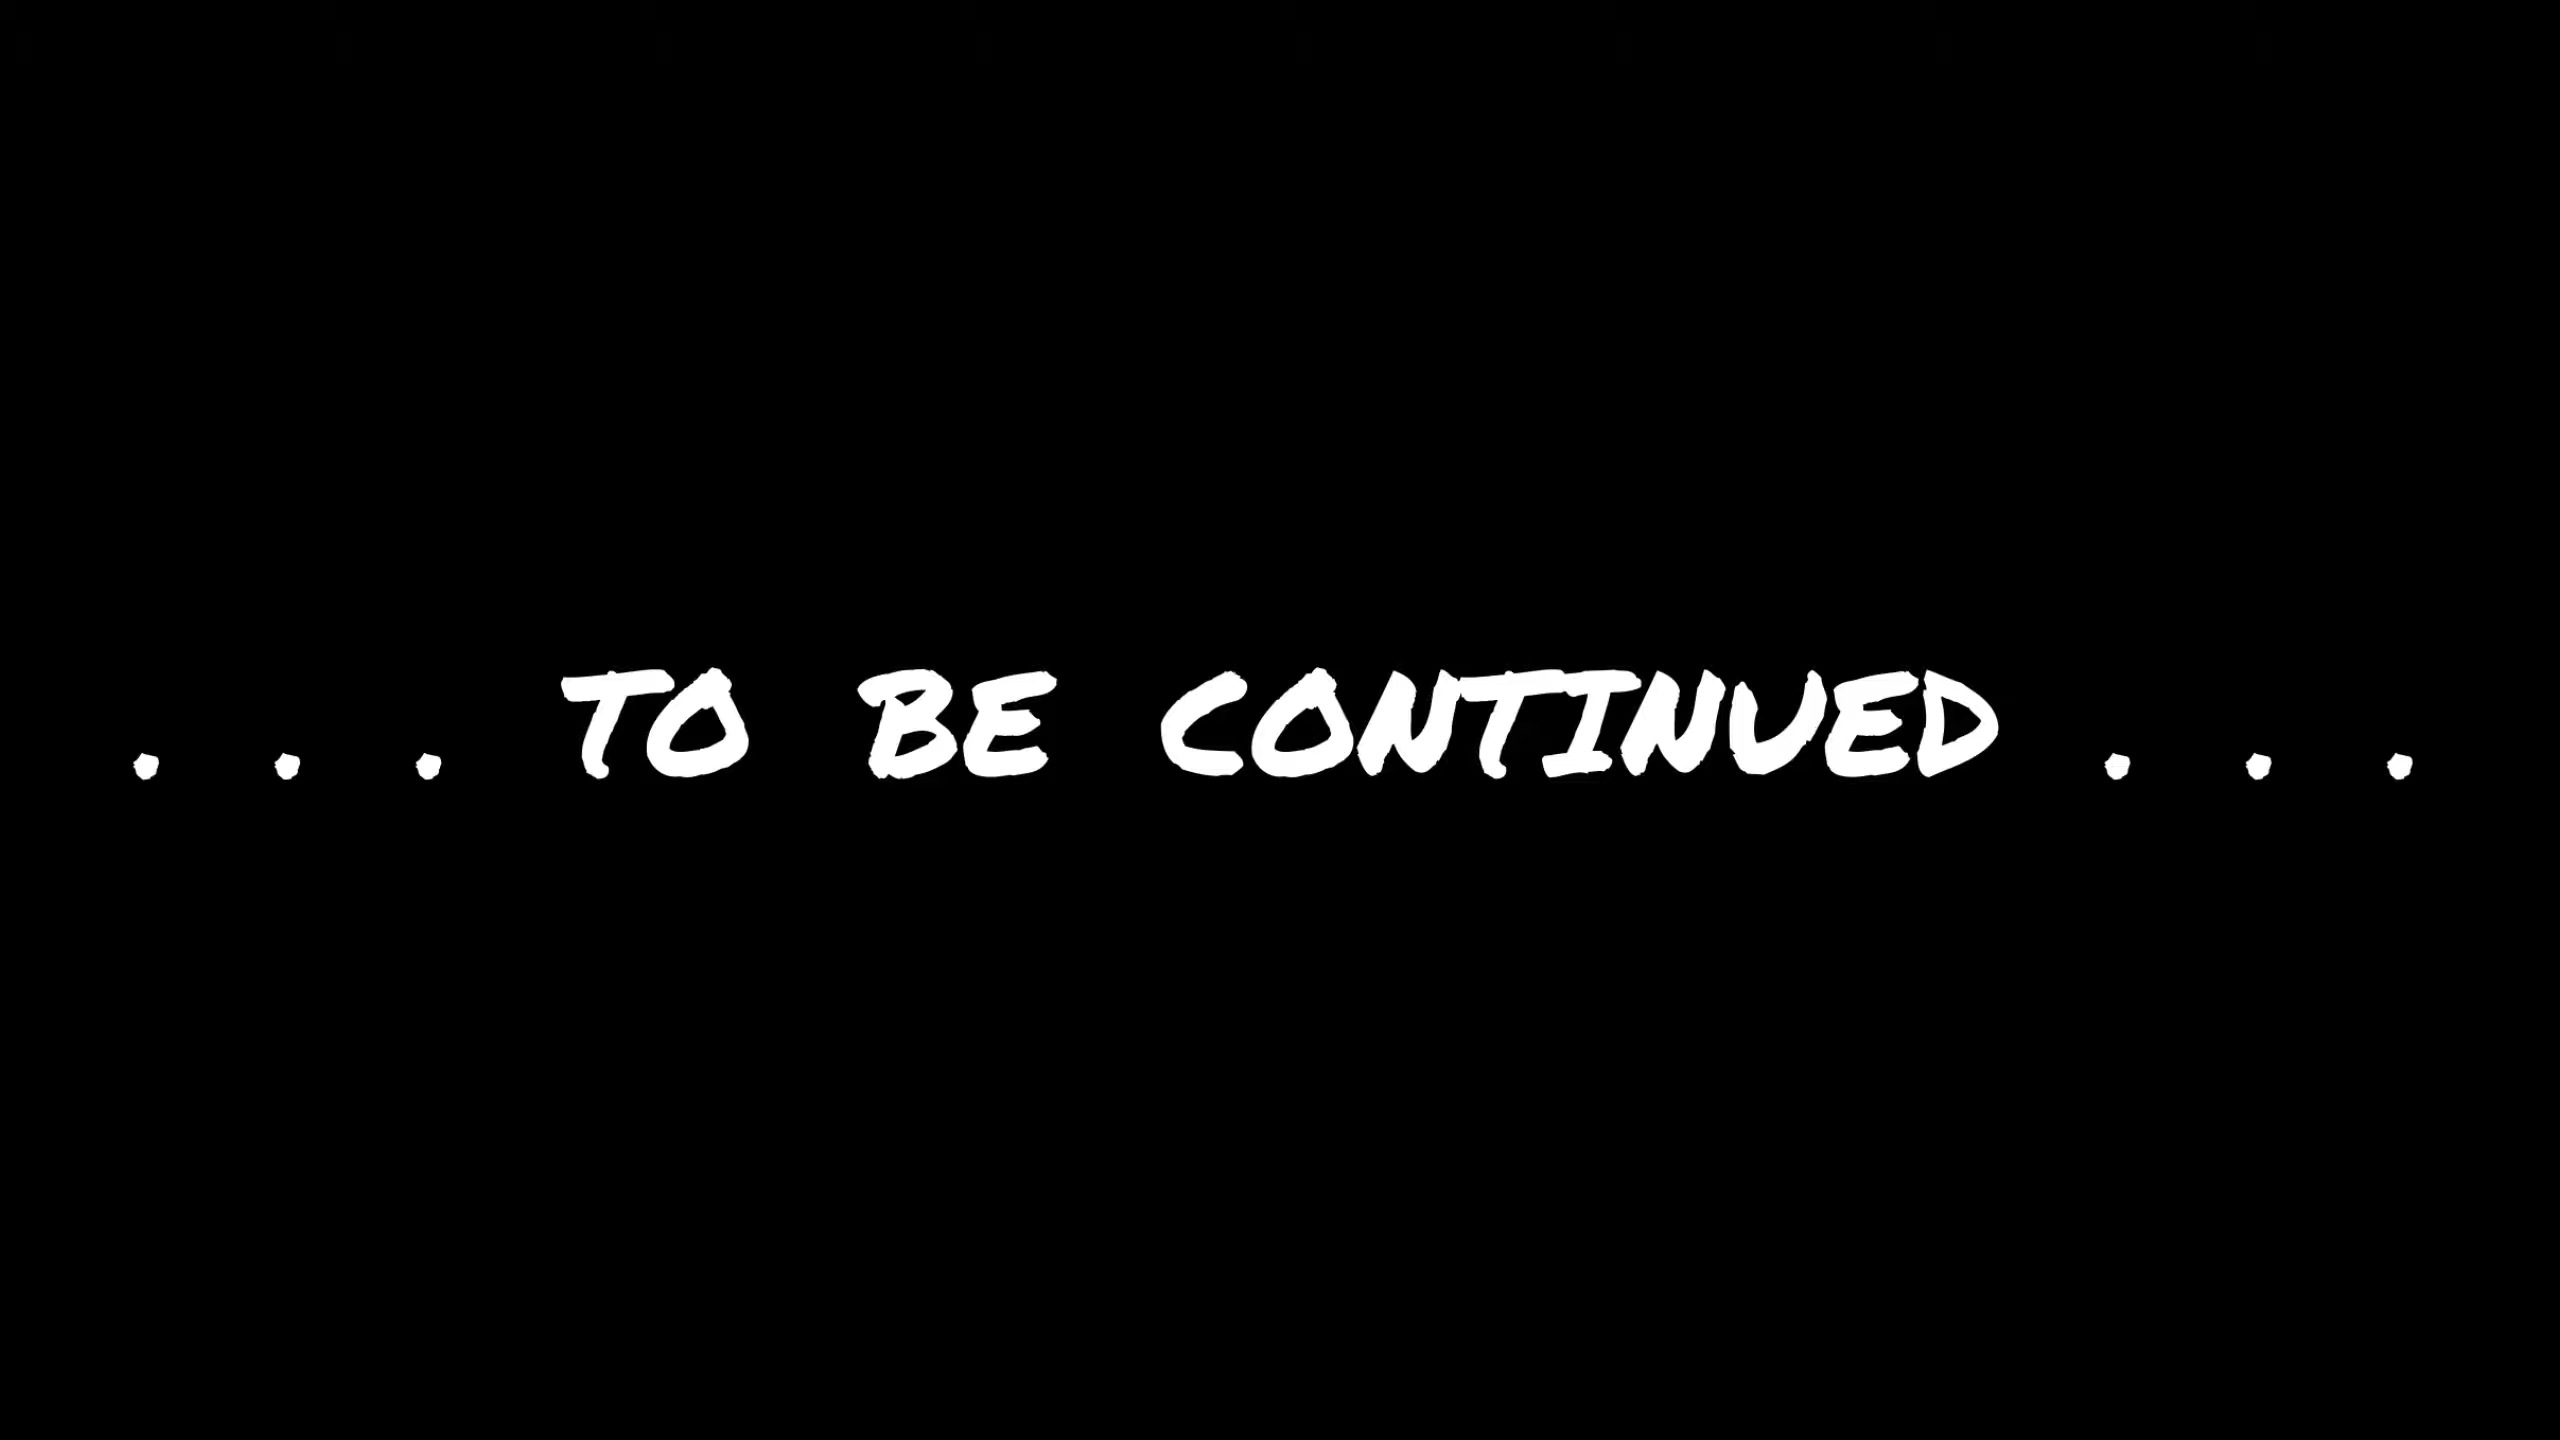 . . . TO BE CONTINUED . . .